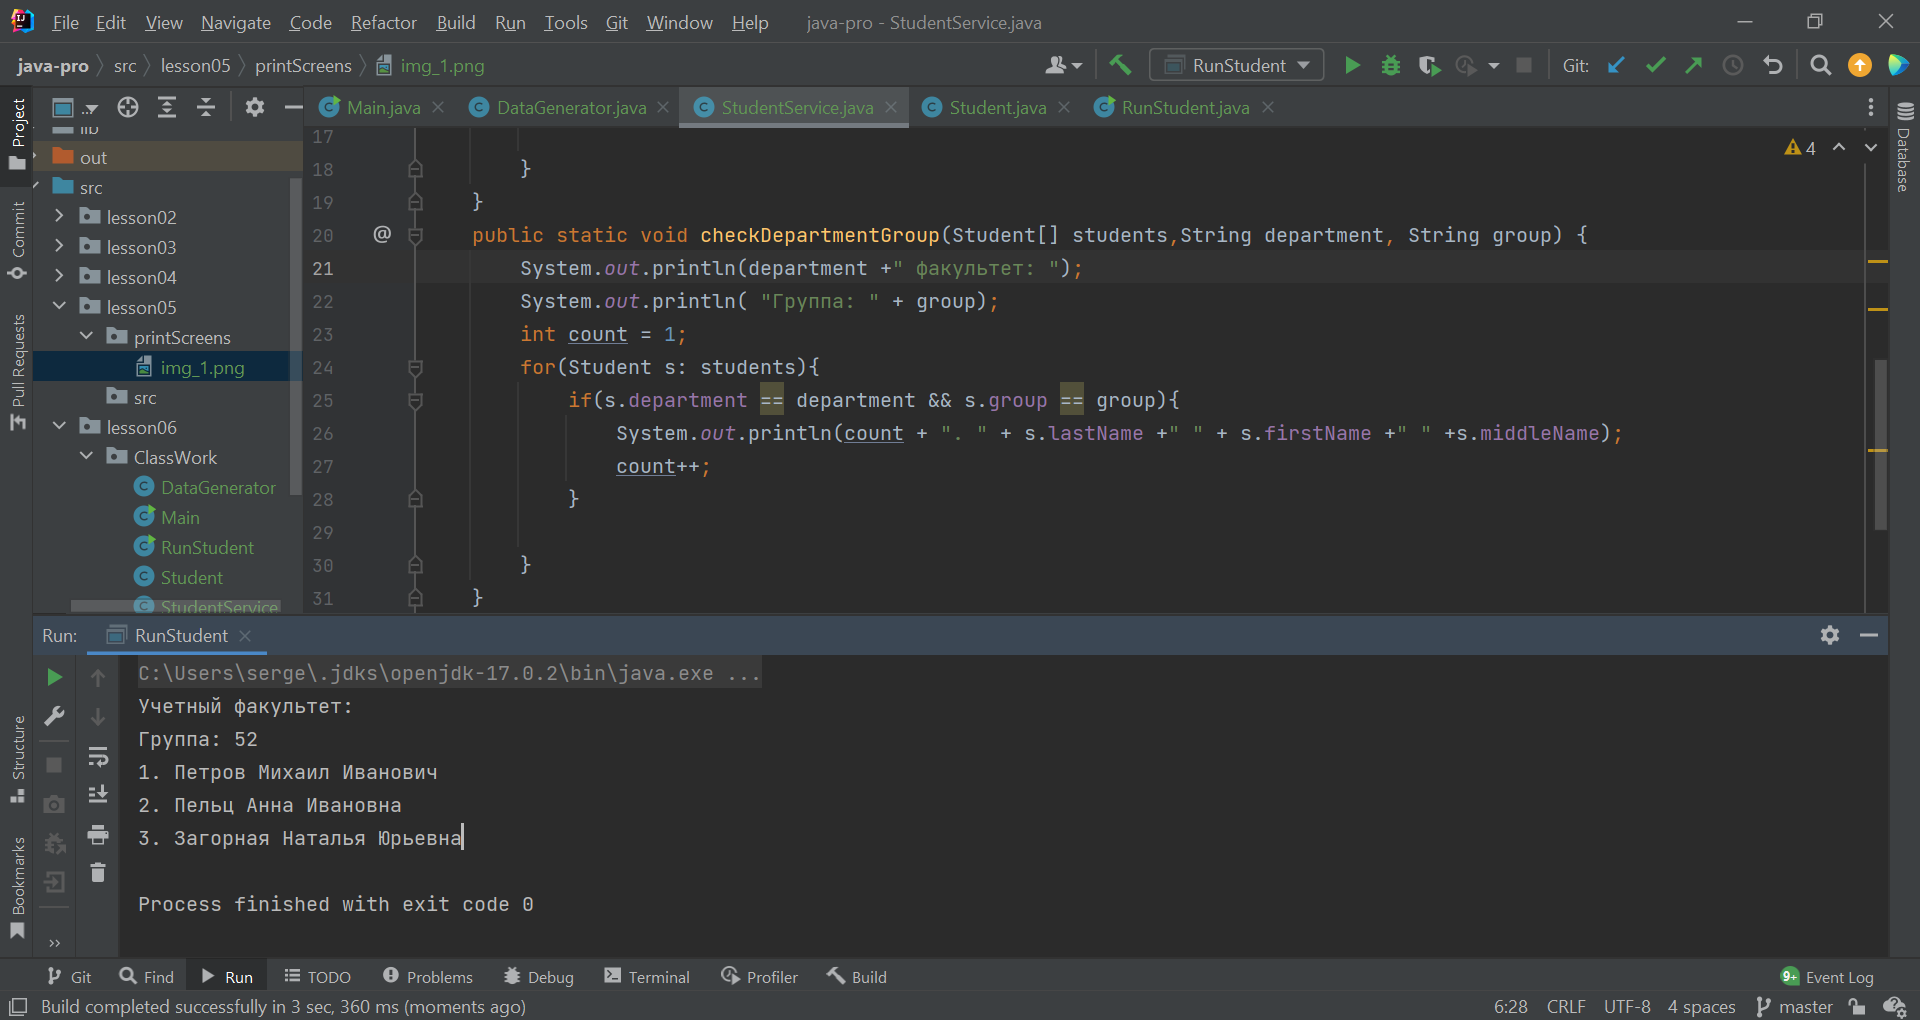 File Edit View Navigate Code Refactor Build Run Tools Git Window Help java-pro - StudentService.java
java-pro src lesson05 printScreens img_1.png RunStudent Git:
Project
Commit
Pull Requests
Structure
Bookmarks
Database
lib
out
src
lesson02
lesson03
lesson04
lesson05
printScreens
img_1.png
src
lesson06
ClassWork
DataGenerator
Main
RunStudent
Student
StudentService
Main.java DataGenerator.java StudentService.java Student.java RunStudent.java
4
17
18 }
19 }
20 @ public static void checkDepartmentGroup(Student[] students,String department, String group) {
21 System.out.println(department +" факультет: ");
22 System.out.println( "Группа: " + group);
23 int count = 1;
24 for(Student s: students){
25 if(s.department == department && s.group == group){
26 System.out.println(count + ". " + s.lastName +" " + s.firstName +" " +s.middleName);
27 count++;
28 }
29
30 }
31 }
Run: RunStudent
C:\Users\serge\.jdks\openjdk-17.0.2\bin\java.exe ...
Учетный факультет:
Группа: 52
1. Петров Михаил Иванович
2. Пельц Анна Ивановна
3. Загорная Наталья Юрьевна
Process finished with exit code 0
Git Find Run TODO Problems Debug Terminal Profiler Build 9+ Event Log
Build completed successfully in 3 sec, 360 ms (moments ago) 6:28 CRLF UTF-8 4 spaces master